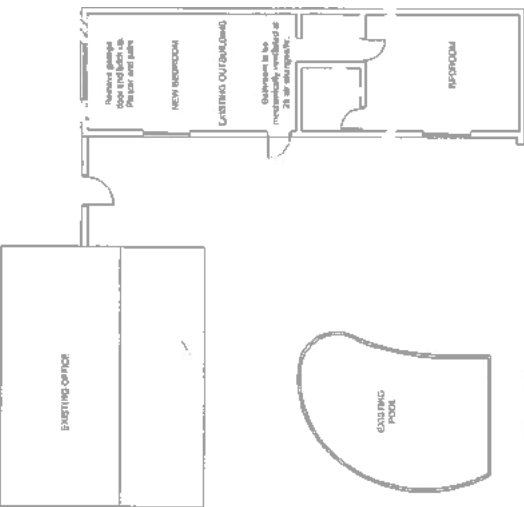 Remove garage
door and brick up.
Plaster and paint
NEW BEDROOM
EXISTING OUTBUILDING
Bathroom to be
mechanically ventilated at
20 air changes/hr.
BEDROOM
EXISTING OFFICE
EXISTING
POOL